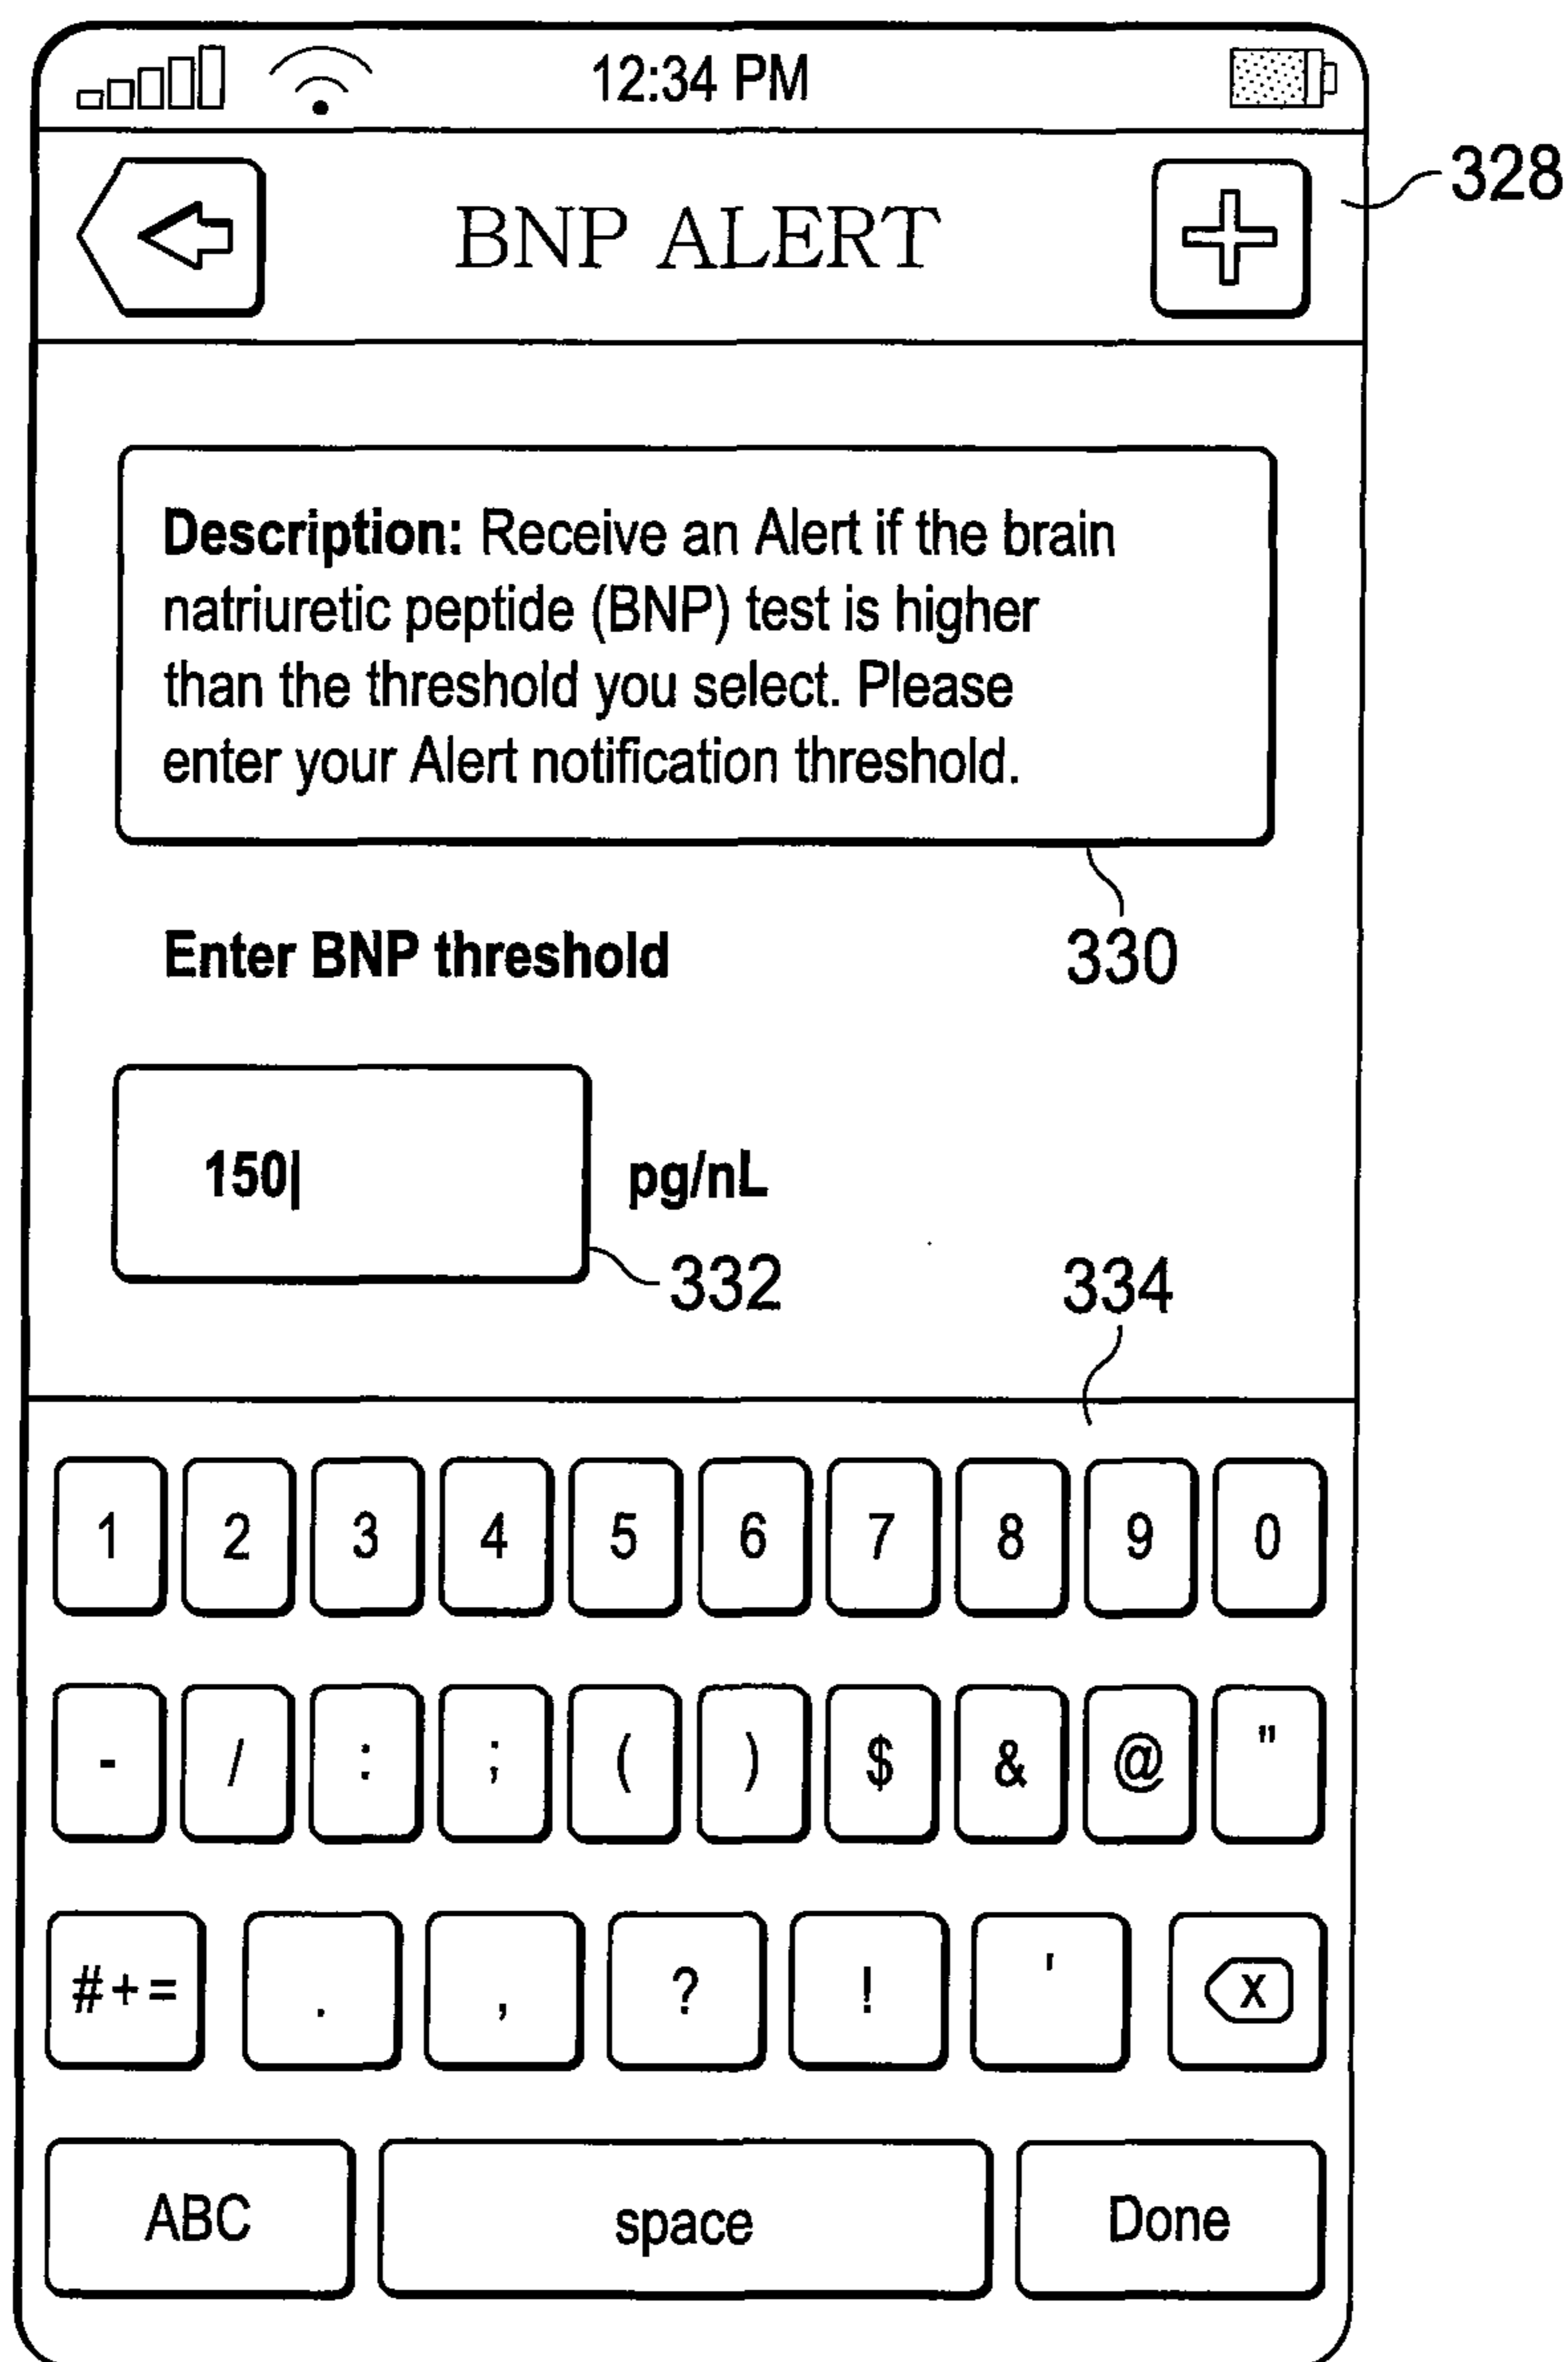 12:34 PM
328
BNP ALERT
Description: Receive an Alert if the brain
natriuretic peptide (BNP) test is higher
than the threshold you select. Please
enter your Alert notification threshold.
330
Enter BNP threshold
150| pg/nL
332
334
1 2 3 4 5 6 7 8 9 0
- / : ; ( ) $ & @ "
#+= . , ? ! ' X
ABC space Done